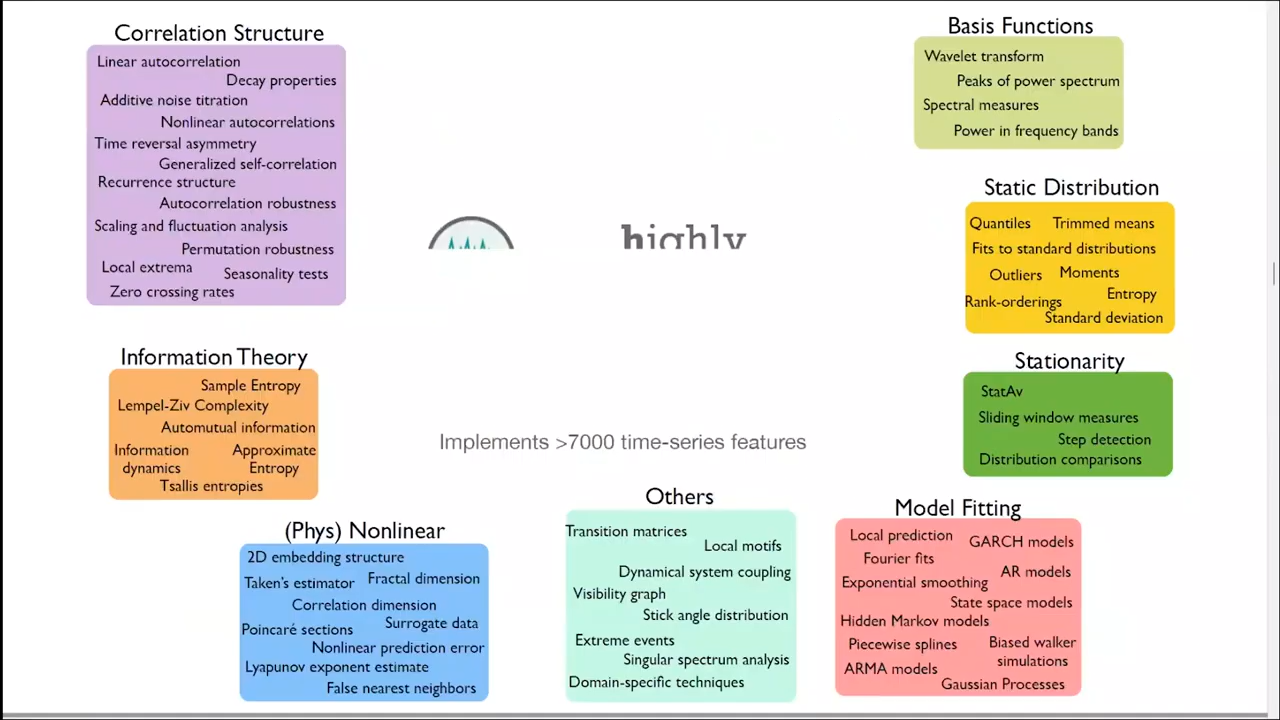 Correlation Structure
Linear autocorrelation
Decay properties
Additive noise titration
Nonlinear autocorrelations
Time reversal asymmetry
Generalized self-correlation
Recurrence structure
Autocorrelation robustness
Scaling and fluctuation analysis
Permutation robustness
Local extrema
Seasonality tests
Zero crossing rates
highly
Basis Functions
Wavelet transform
Peaks of power spectrum
Spectral measures
Power in frequency bands
Static Distribution
Quantiles Trimmed means
Fits to standard distributions
Outliers Moments
Rank-orderings Entropy
Standard deviation
Information Theory
Sample Entropy
Lempel-Ziv Complexity
Automutual information
Information Approximate
dynamics Entropy
Tsallis entropies
Implements >7000 time-series features
Stationarity
StatAv
Sliding window measures
Step detection
Distribution comparisons
(Phys) Nonlinear
2D embedding structure
Taken's estimator Fractal dimension
Correlation dimension
Poincaré sections Surrogate data
Nonlinear prediction error
Lyapunov exponent estimate
False nearest neighbors
Others
Transition matrices
Local motifs
Dynamical system coupling
Visibility graph
Stick angle distribution
Extreme events
Singular spectrum analysis
Domain-specific techniques
Model Fitting
Local prediction GARCH models
Fourier fits
Exponential smoothing AR models
State space models
Hidden Markov models
Piecewise splines Biased walker
simulations
ARMA models
Gaussian Processes